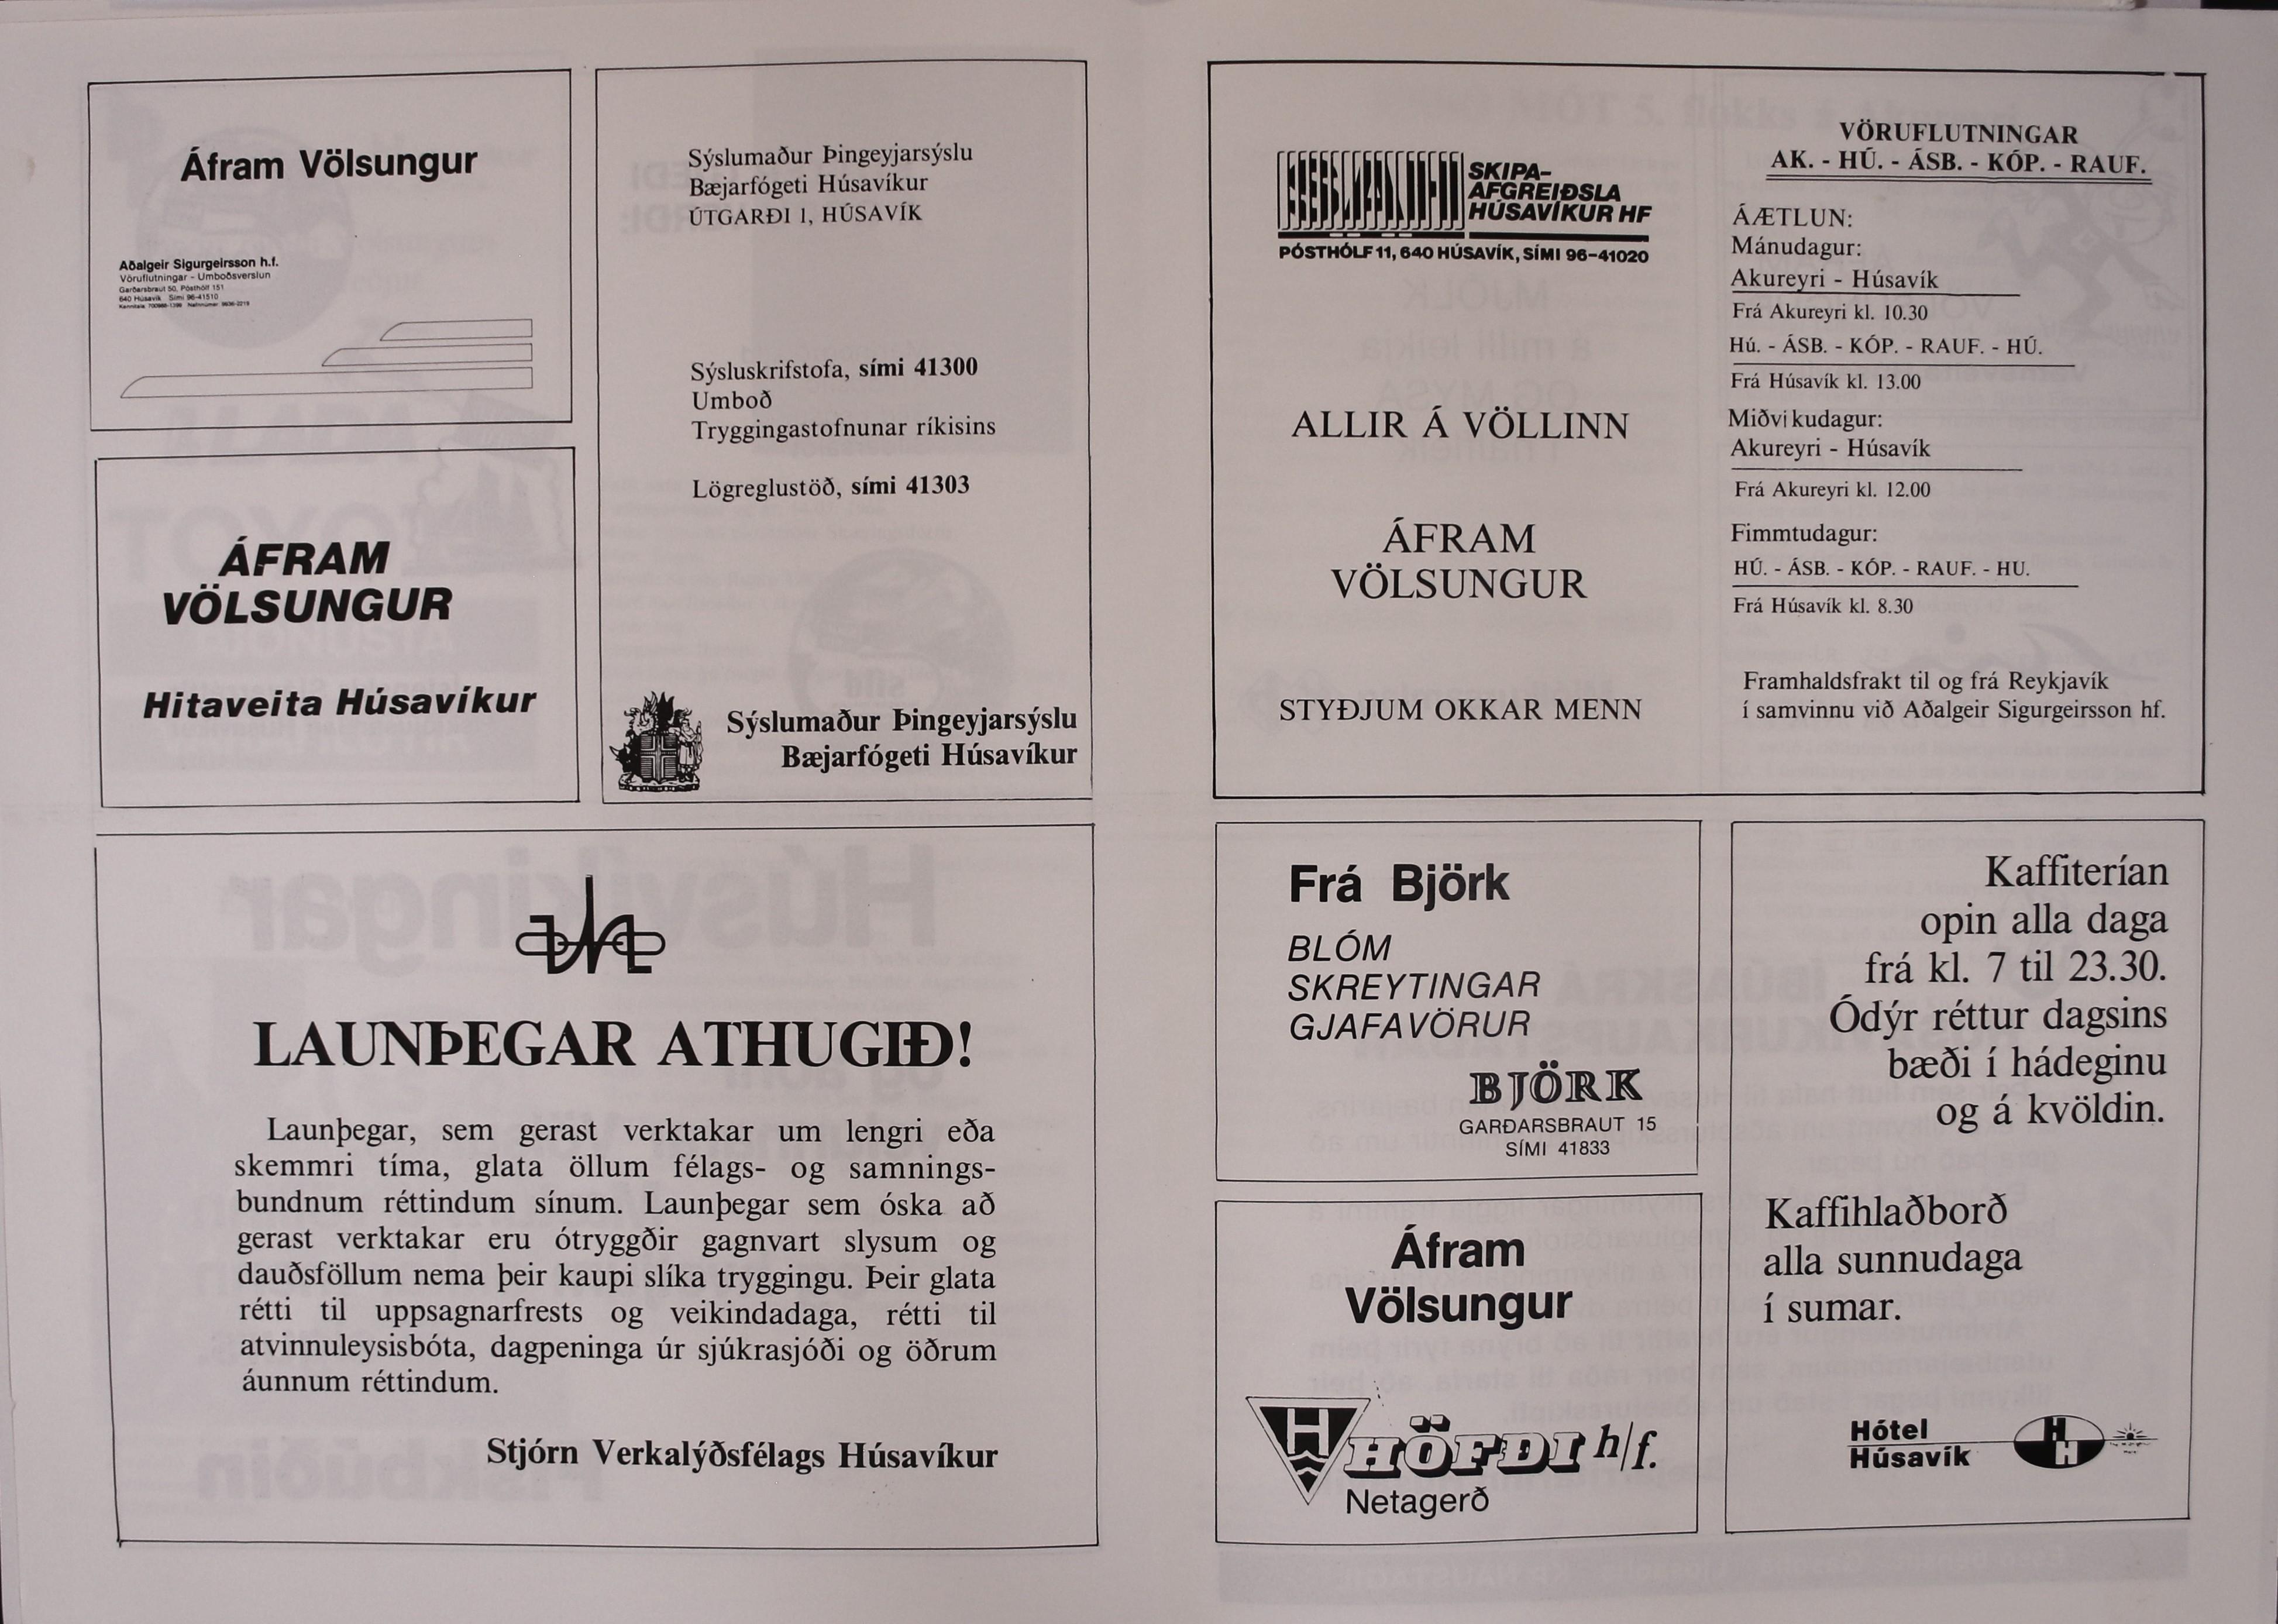 Áfram Völsungur
Aðalgeir Sigurgeirsson h.f.
Vöruflutningar - Umboðsverslun
Garðarsbraut 50, Pósthólf 151
640 Húsavík Sími 96-41510
ÁFRAM
VÖLSUNGUR
Hitaveita Húsavíkur
Sýslumaður Þingeyjarsýslu
Bæjarfógeti Húsavíkur
ÚTGARÐI 1, HÚSAVÍK
Sýsluskrifstofa, sími 41300
Umboð
Tryggingastofnunar ríkisins
Lögreglustöð, sími 41303
Sýslumaður Þingeyjarsýslu
Bæjarfógeti Húsavíkur
LAUNÞEGAR ATHUGIÐ!
Launþegar, sem gerast verktakar um lengri eða
skemmri tíma, glata öllum félags- og samnings-
bundnum réttindum sínum. Launþegar sem óska að
gerast verktakar eru ótryggðir gagnvart slysum og
dauðsföllum nema þeir kaupi slíka tryggingu. Þeir glata
rétti til uppsagnarfrests og veikindadaga, rétti til
atvinnuleysisbóta, dagpeninga úr sjúkrasjóði og öðrum
áunnum réttindum.
Stjórn Verkalýðsfélags Húsavíkur
SKIPA-
AFGREIÐSLA
HÚSAVÍKUR HF
PÓSTHÓLF 11, 640 HÚSAVÍK, SÍMI 96-41020
ALLIR Á VÖLLINN
ÁFRAM
VÖLSUNGUR
STYÐJUM OKKAR MENN
VÖRUFLUTNINGAR
AK. - HÚ. - ÁSB. - KÓP. - RAUF.
ÁÆTLUN:
Mánudagur:
Akureyri - Húsavík
Frá Akureyri kl. 10.30
Hú. - ÁSB. - KÓP. - RAUF. - HÚ.
Frá Húsavík kl. 13.00
Miðvikudagur:
Akureyri - Húsavík
Frá Akureyri kl. 12.00
Fimmtudagur:
HÚ. - ÁSB. - KÓP. - RAUF. - HU.
Frá Húsavík kl. 8.30
Framhaldsfrakt til og frá Reykjavík
í samvinnu við Aðalgeir Sigurgeirsson hf.
Frá Björk
BLÓM
SKREYTINGAR
GJAFAVÖRUR
BJÖRK
GARÐARSBRAUT 15
SÍMI 41833
Áfram
Völsungur
H
HÖFÐI h/f.
Netagerð
Kaffiterían
opin alla daga
frá kl. 7 til 23.30.
Ódýr réttur dagsins
bæði í hádeginu
og á kvöldin.
Kaffihlaðborð
alla sunnudaga
í sumar.
Hótel
Húsavík
H
H